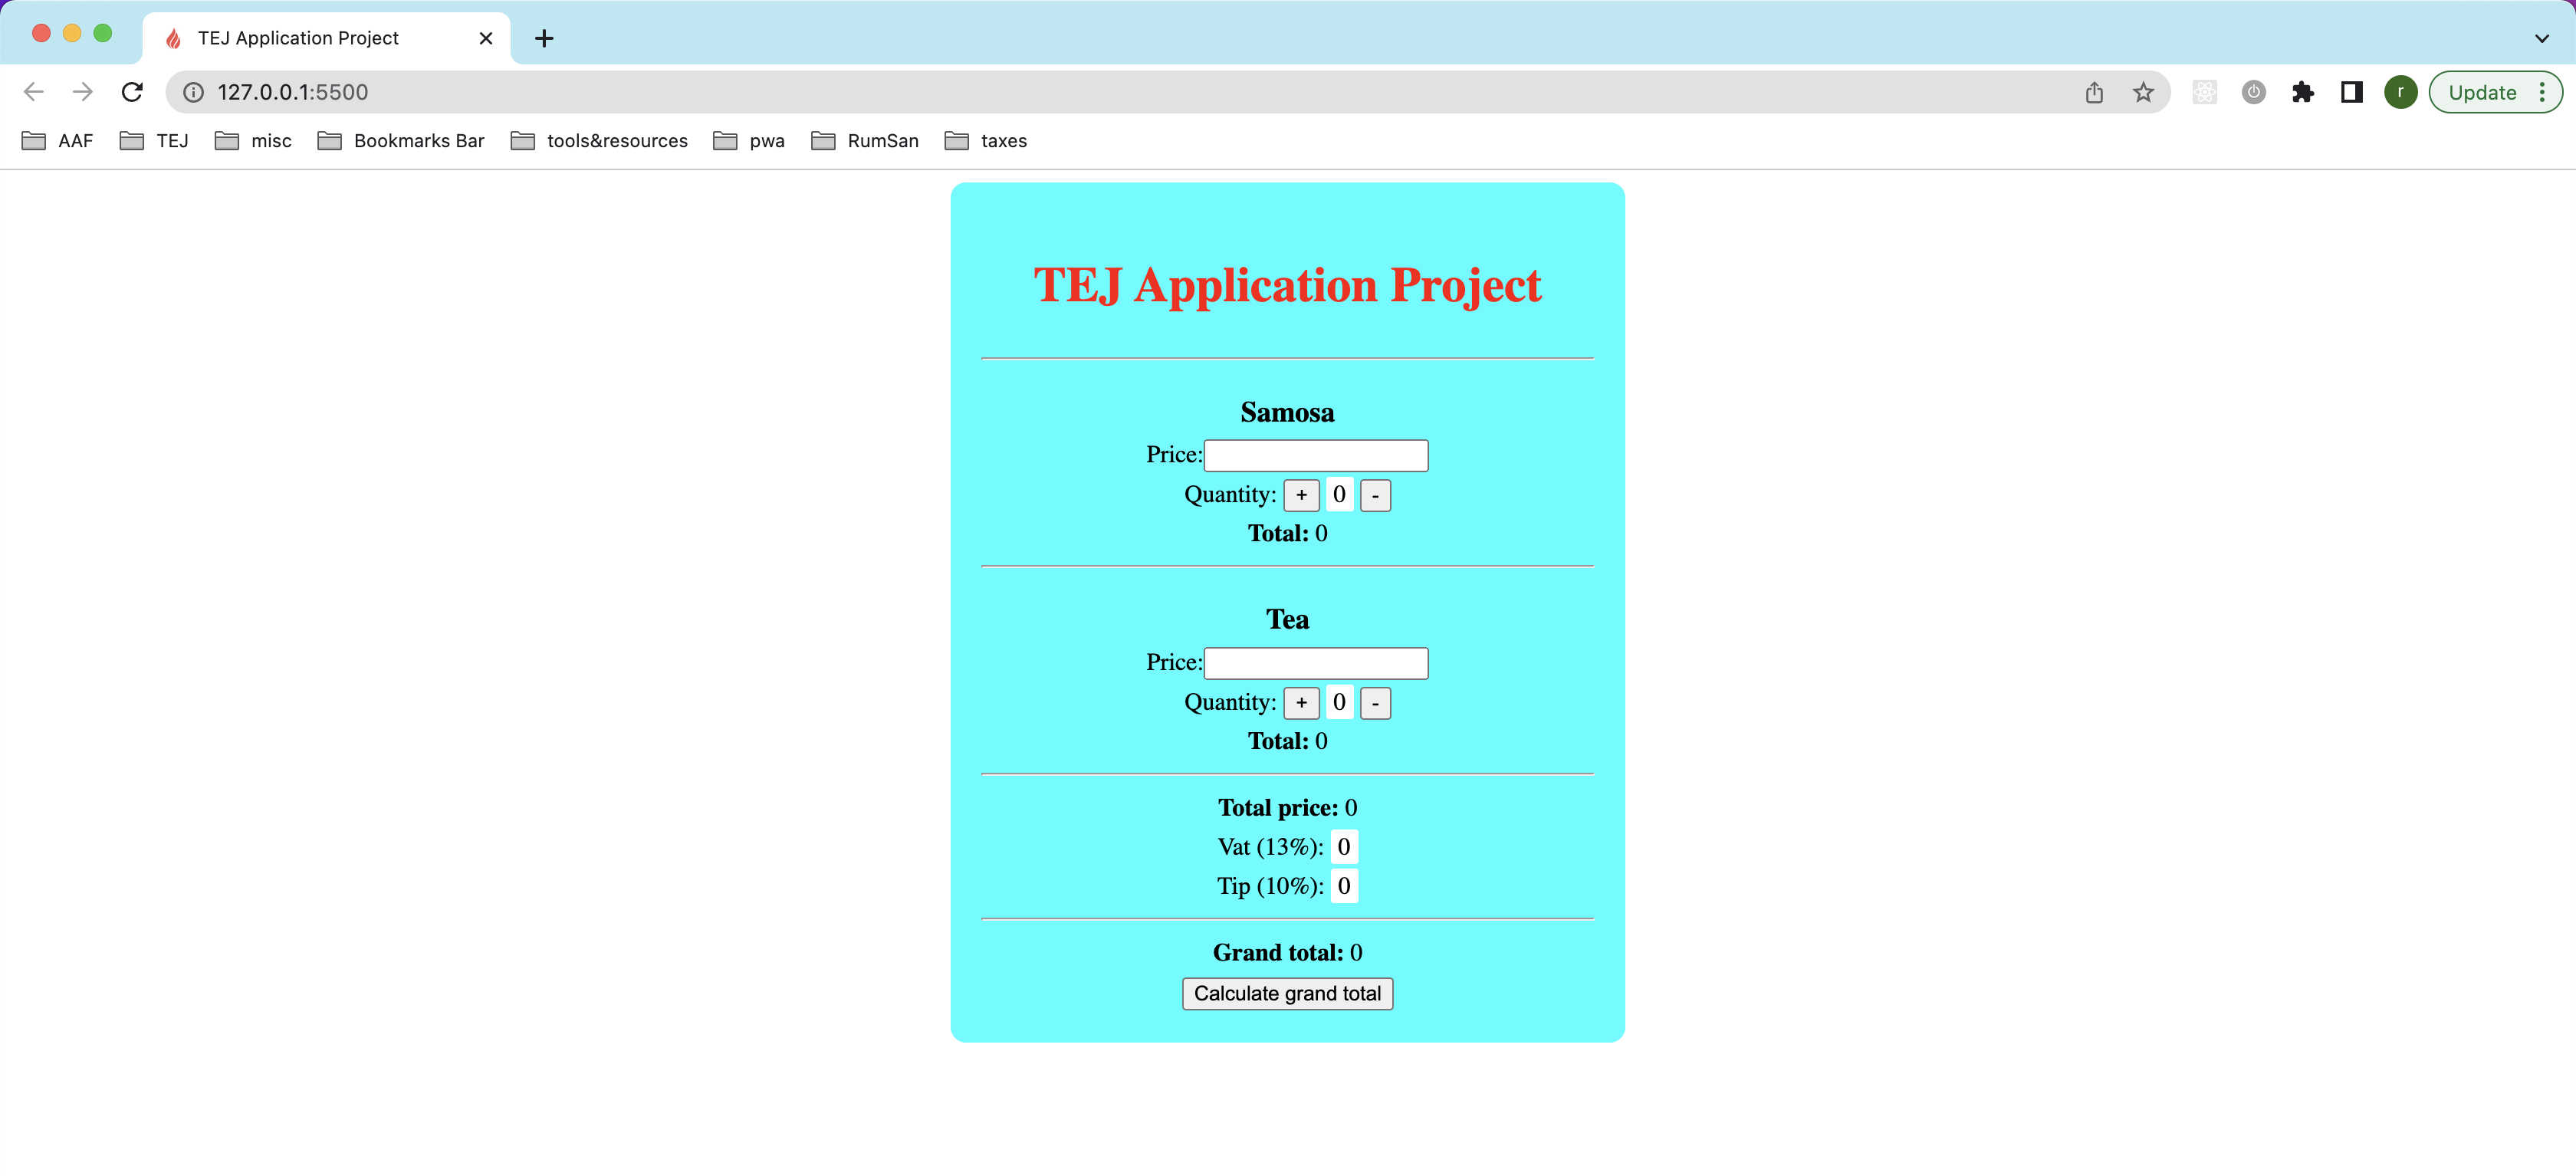 TEJ Application Project
127.0.0.1:5500
r
Update
AAF TEJ misc Bookmarks Bar tools&resources pwa RumSan taxes
TEJ Application Project
Samosa
Price:
Quantity: + 0 -
Total: 0
Tea
Price:
Quantity: + 0 -
Total: 0
Total price: 0
Vat (13%): 0
Tip (10%): 0
Grand total: 0
Calculate grand total